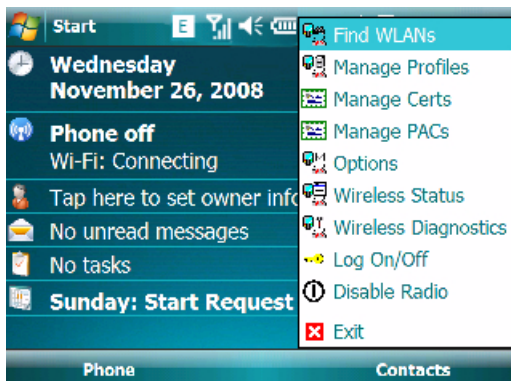 Start
E
Wednesday
November 26, 2008
Phone off
Wi-Fi: Connecting
Tap here to set owner info
No unread messages
No tasks
Sunday: Start Request
Find WLANs
Manage Profiles
Manage Certs
Manage PACs
Options
Wireless Status
Wireless Diagnostics
Log On/Off
Disable Radio
Exit
Phone
Contacts